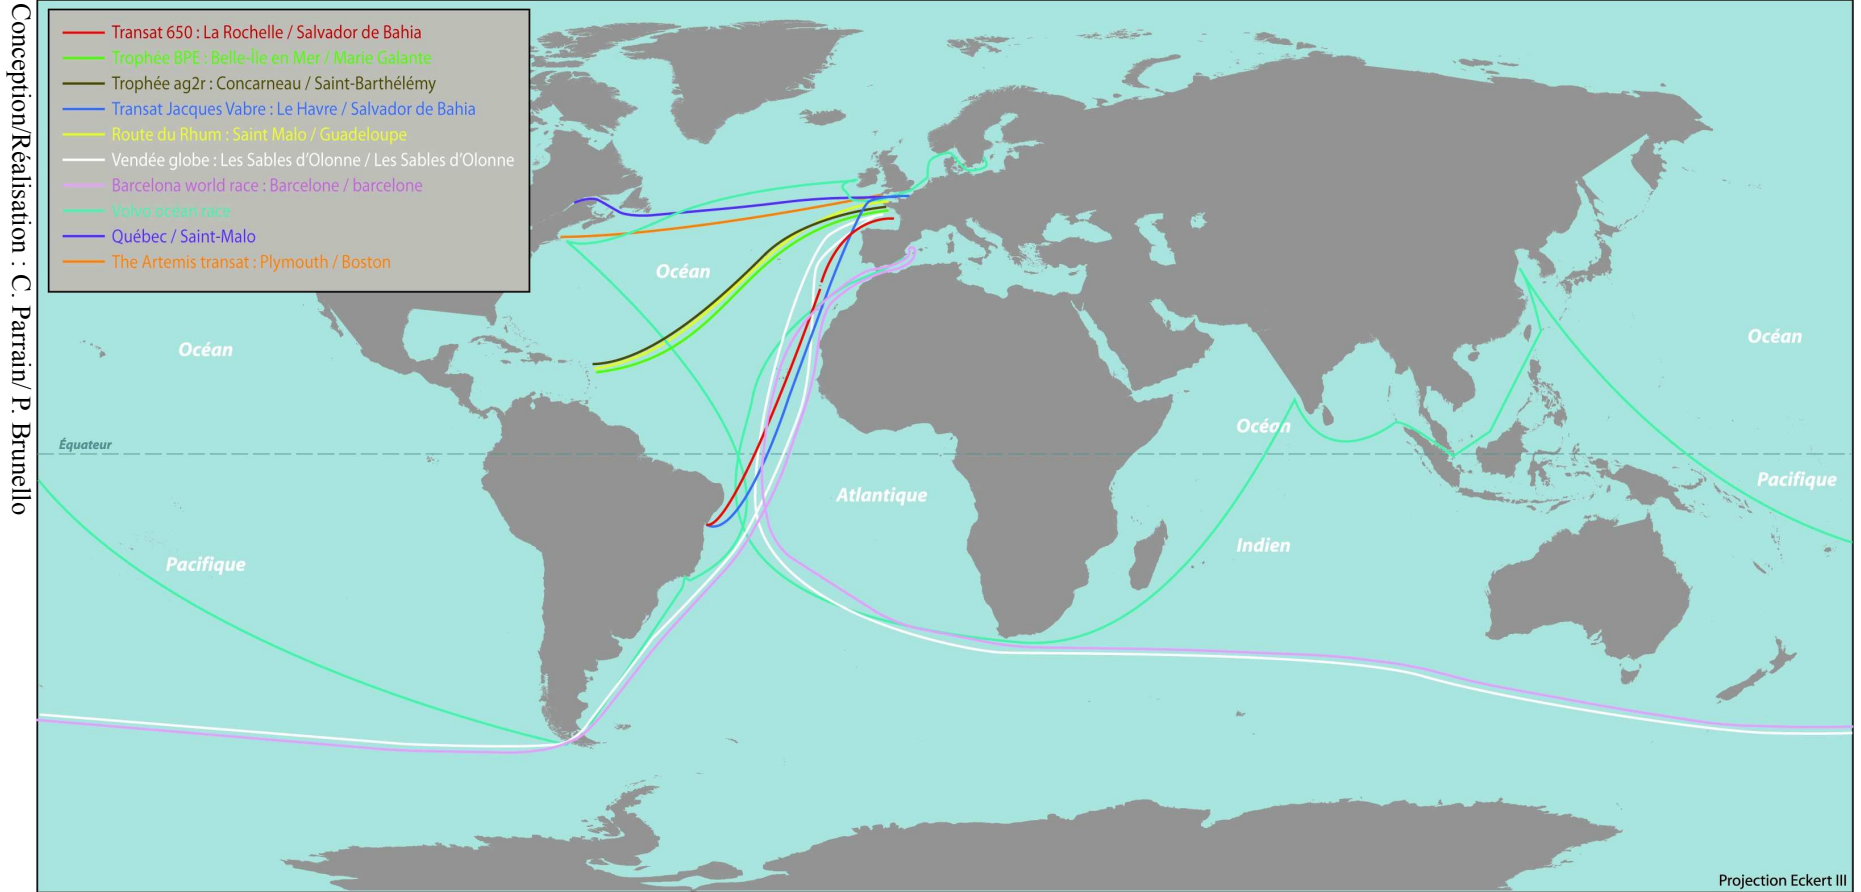 Conception/Réalisation : C. Parrain/ P. Brunello
Transat 650 : La Rochelle / Salvador de Bahia
Trophée BPE : Belle-Île en Mer / Marie Galante
Trophée ag2r : Concarneau / Saint-Barthélémy
Transat Jacques Vabre : Le Havre / Salvador de Bahia
Route du Rhum : Saint Malo / Guadeloupe
Vendée globe : Les Sables d'Olonne / Les Sables d'Olonne
Barcelona world race : Barcelone / barcelone
Volvo océan race
Québec / Saint-Malo
The Artemis transat : Plymouth / Boston
Océan
Pacifique
Océan
Atlantique
Océan
Indien
Océan
Pacifique
Équateur
Projection Eckert III